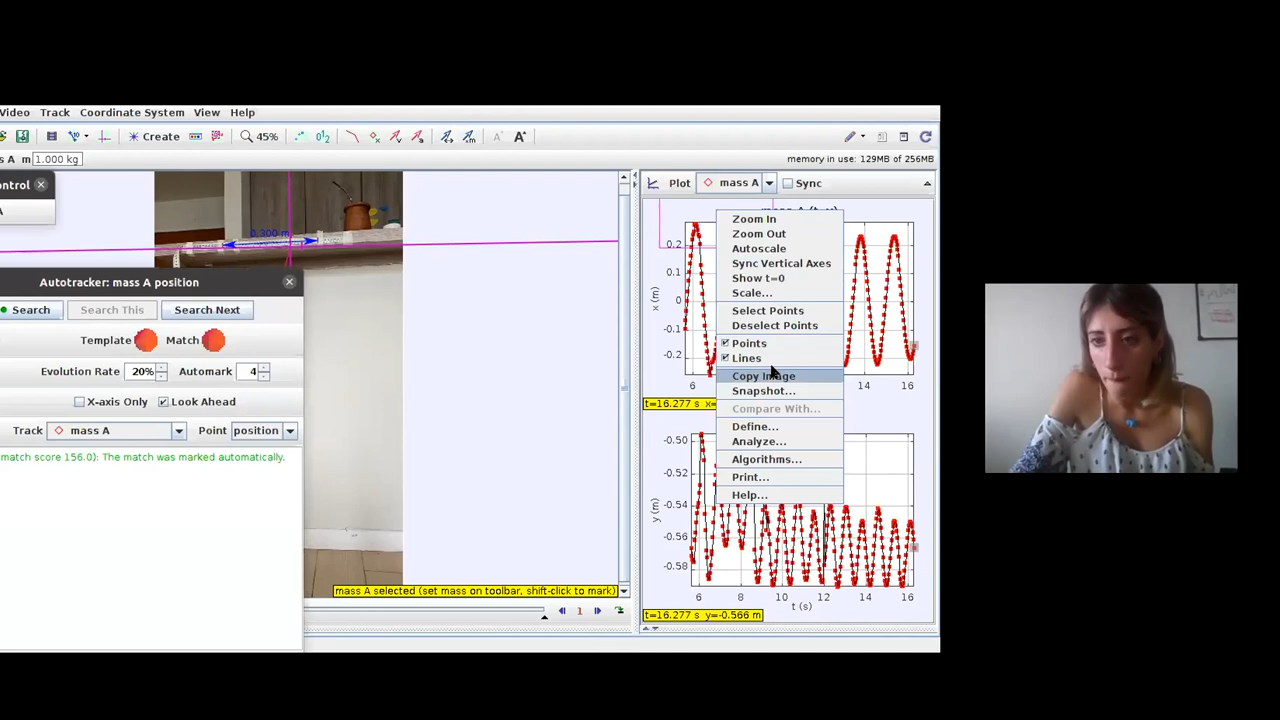 Video Track Coordinate System View Help
Create 45% A A
s A m 1.000 kg memory in use: 129MB of 256MB
ontrol
A
Plot mass A Sync
0.300 m
Autotracker: mass A position
Search Search This Search Next
Template Match
Evolution Rate 20% Automark 4
X-axis Only Look Ahead
Track mass A Point position
match score 156.0): The match was marked automatically.
mass A selected (set mass on toolbar, shift-click to mark)
1
Zoom In
Zoom Out
Autoscale
Sync Vertical Axes
Show t=0
Scale...
Select Points
Deselect Points
Points
Lines
Copy Image
Snapshot...
Compare With...
Define...
Analyze...
Algorithms...
Print...
Help...
x (m)
0.2
0.1
0
-0.1
-0.2
6 14 16
t=16.277 s x=
y (m)
-0.50
-0.52
-0.54
-0.56
-0.58
6 8 10 12 14 16
t (s)
t=16.277 s y=-0.566 m